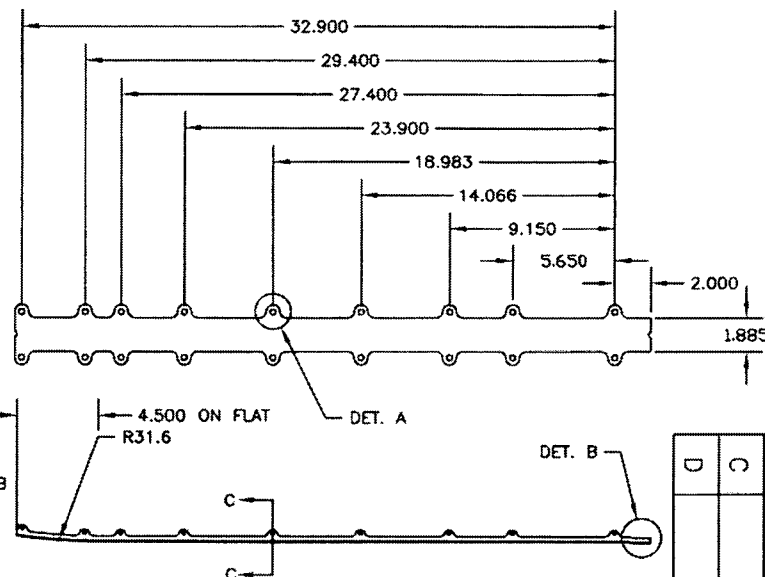 32.900
29.400
27.400
23.900
18.983
14.066
9.150
5.650
2.000
1.885
4.500 ON FLAT
R31.6
DET. A
DET. B
B
C
C
D
C